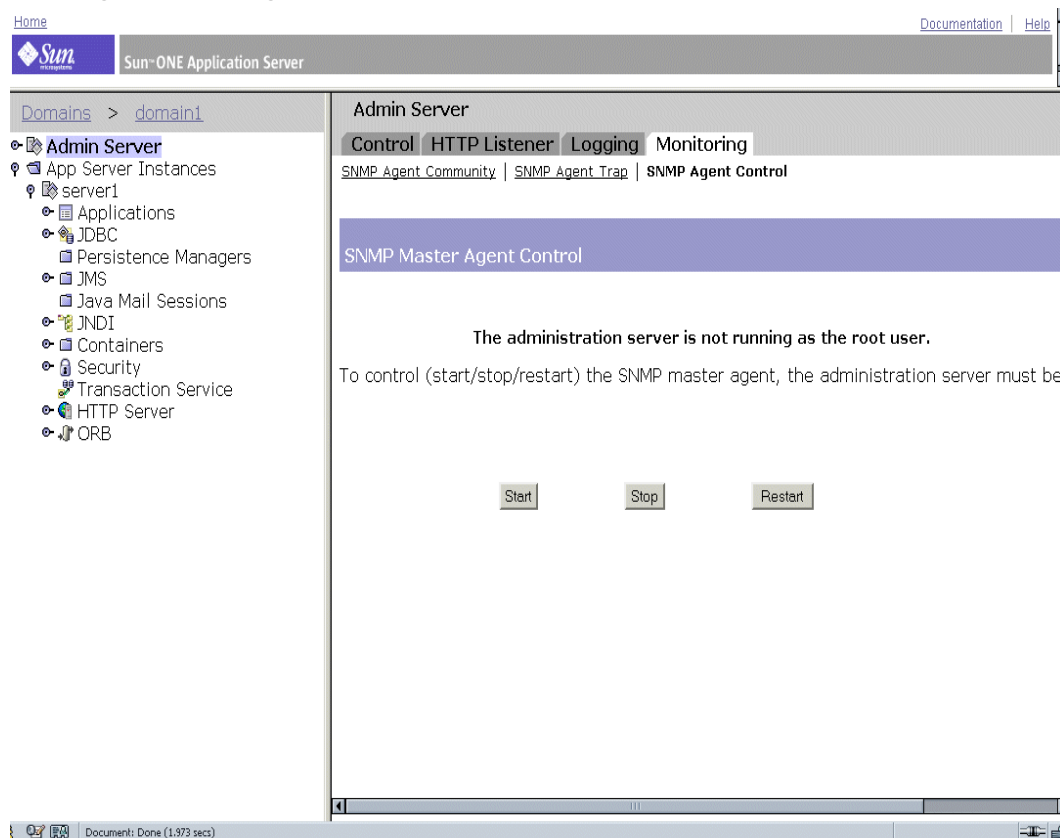 Home
Documentation | Help
Sun
microsystems
Sun™ ONE Application Server
Domains > domain1
Admin Server
App Server Instances
server1
Applications
JDBC
Persistence Managers
JMS
Java Mail Sessions
JNDI
Containers
Security
Transaction Service
HTTP Server
ORB
Admin Server
Control HTTP Listener Logging Monitoring
SNMP Agent Community | SNMP Agent Trap | SNMP Agent Control
SNMP Master Agent Control
The administration server is not running as the root user.
To control (start/stop/restart) the SNMP master agent, the administration server must be
Start Stop Restart
Document: Done (1.973 secs)